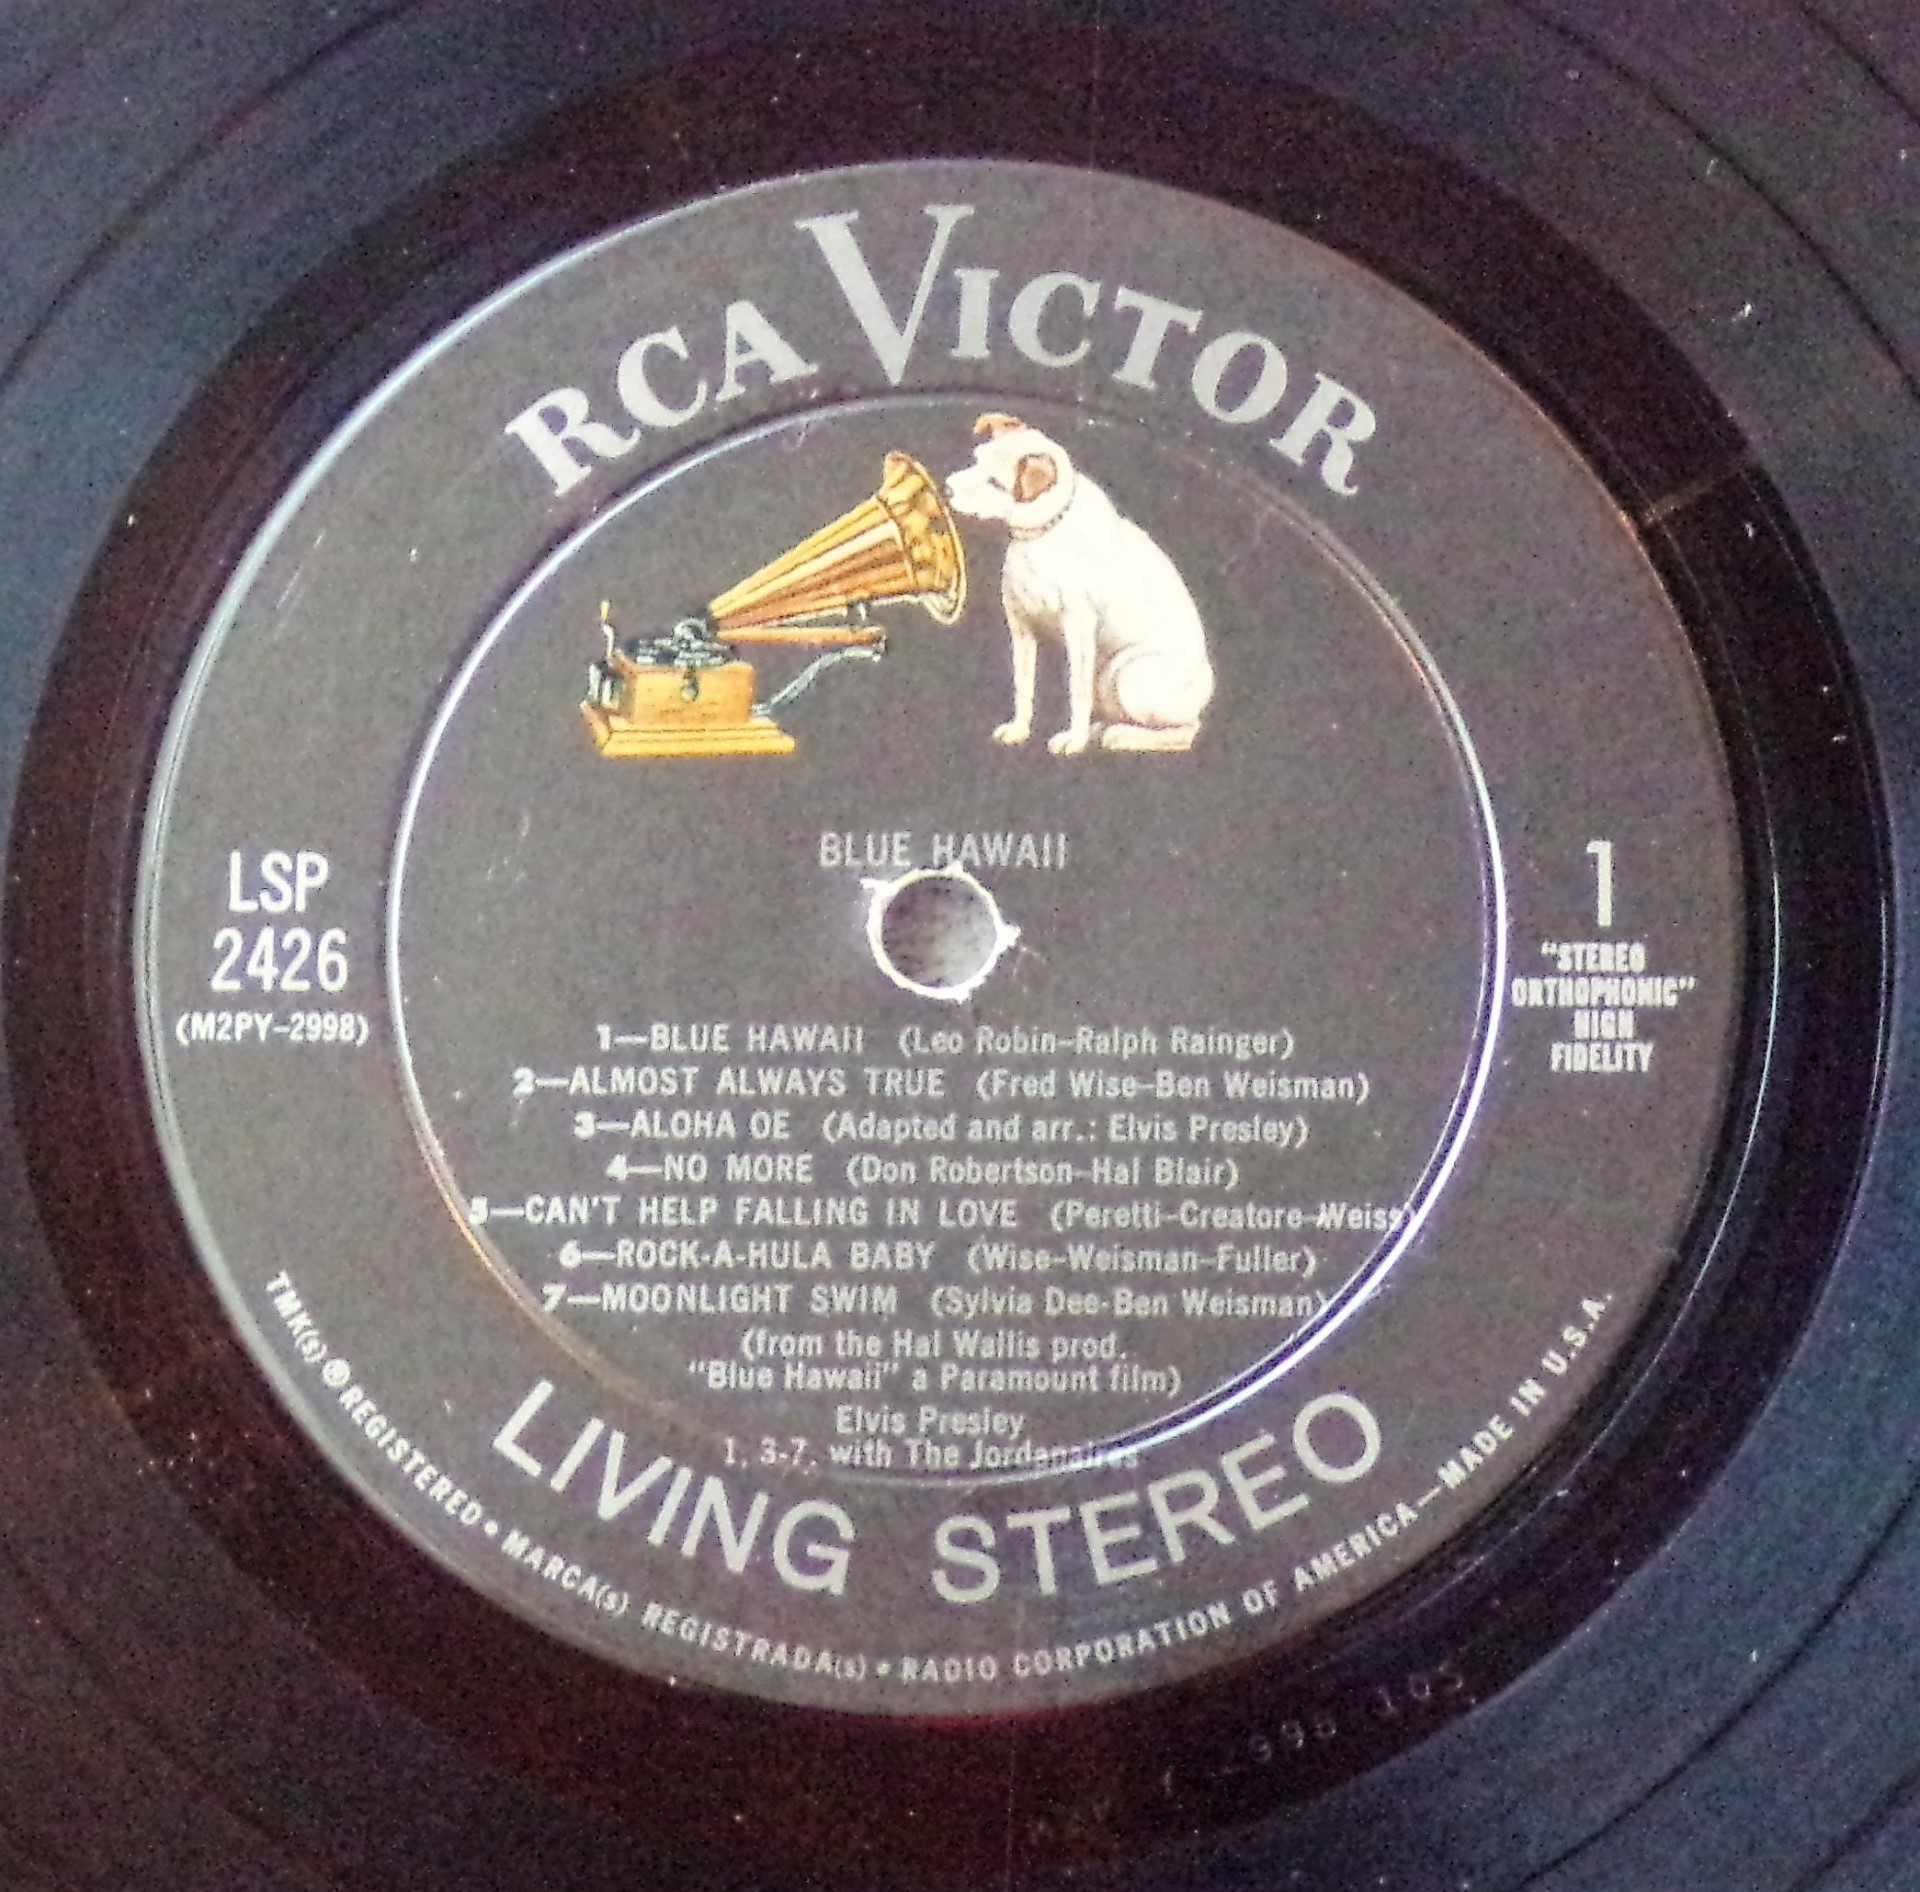 RCA VICTOR
BLUE HAWAII
LSP
2426
(M2PY-2998)
1
"STEREO
ORTHOPHONIC"
HIGH
FIDELITY
1—BLUE HAWAII (Leo Robin-Ralph Rainger)
2—ALMOST ALWAYS TRUE (Fred Wise-Ben Weisman)
3—ALOHA OE (Adapted and arr.: Elvis Presley)
4—NO MORE (Don Robertson-Hal Blair)
5—CAN'T HELP FALLING IN LOVE (Peretti-Creatore-Weiss)
6—ROCK-A-HULA BABY (Wise-Weisman-Fuller)
7—MOONLIGHT SWIM (Sylvia Dee-Ben Weisman)
(from the Hal Wallis prod.
"Blue Hawaii" a Paramount film)
Elvis Presley
1, 3-7, with The Jordanaires
LIVING STEREO
TMK(s) ® REGISTERED • MARCA(s) REGISTRADA(s) • RADIO CORPORATION OF AMERICA—MADE IN U.S.A.